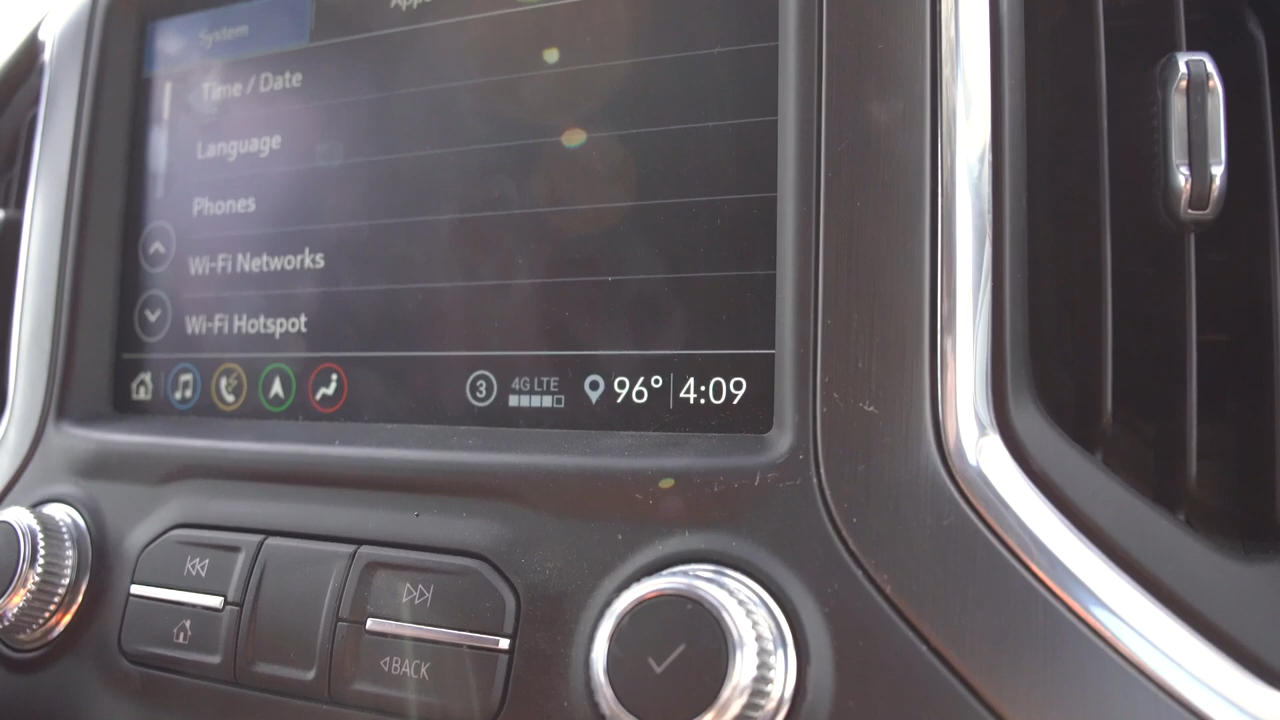 System
Time / Date
Language
Phones
Wi-Fi Networks
Wi-Fi Hotspot
3 4G LTE 96° 4:09
BACK